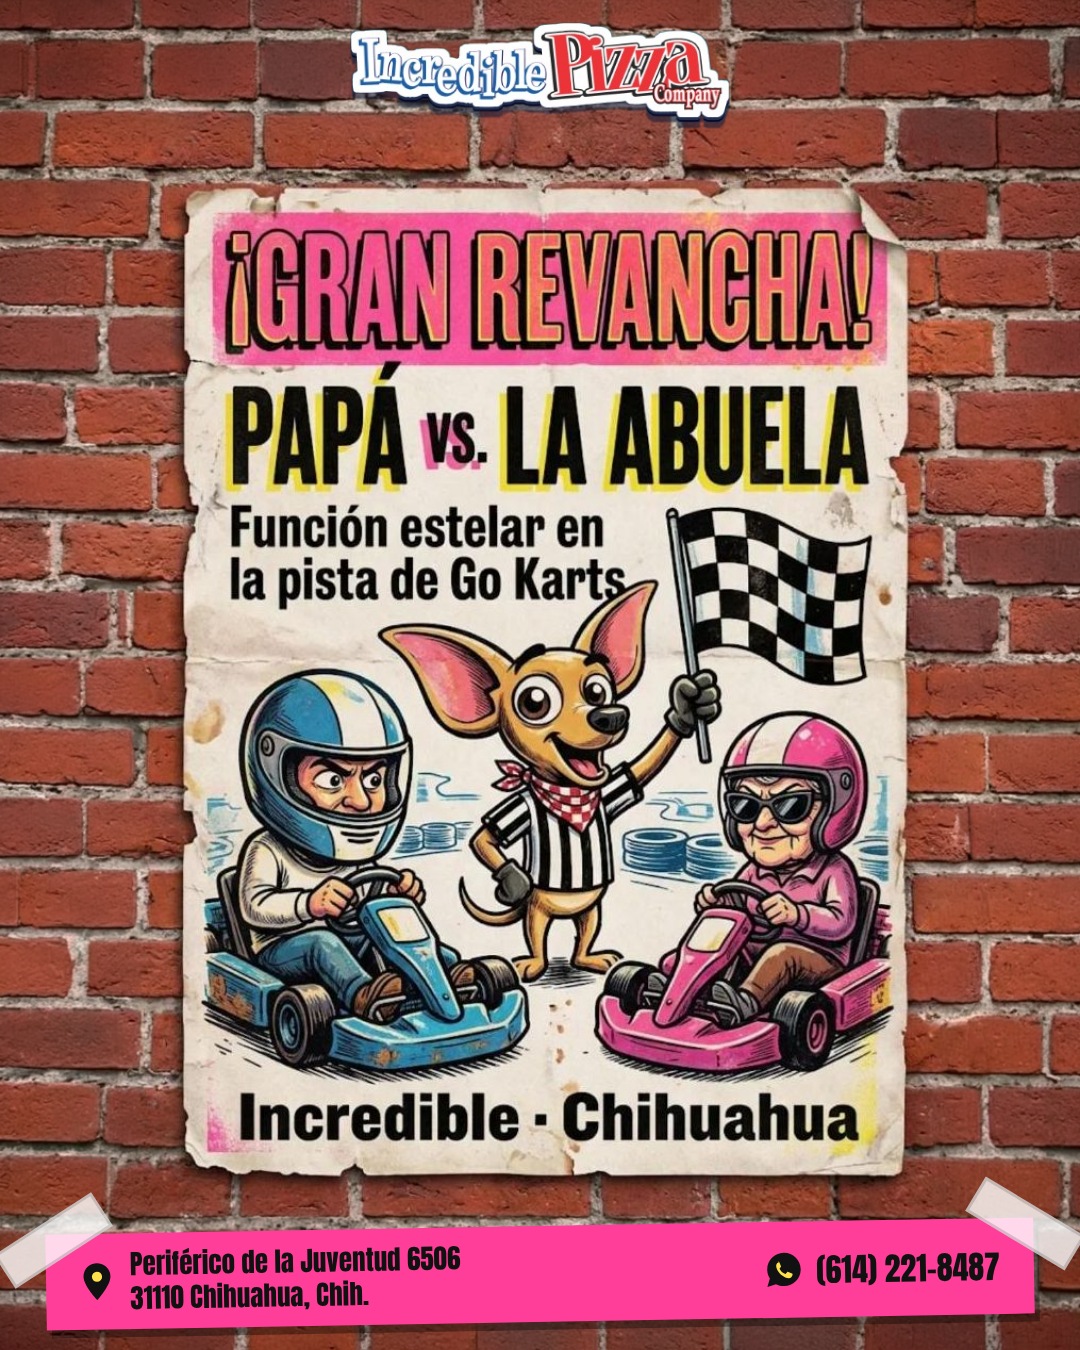 Incredible Pizza
Company
¡GRAN REVANCHA!
PAPÁ vs. LA ABUELA
Función estelar en
la pista de Go Karts
Incredible · Chihuahua
Periférico de la Juventud 6506
31110 Chihuahua, Chih.
(614) 221-8487